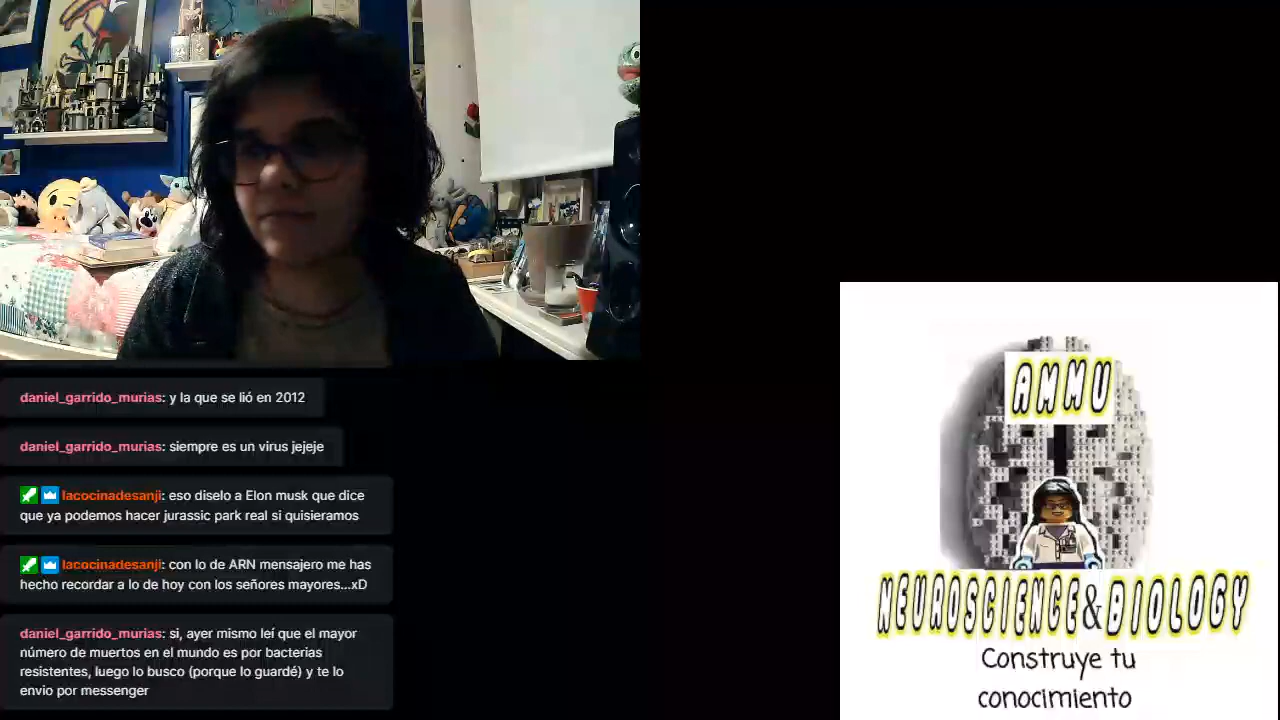 daniel_garrido_murias: y la que se lió en 2012
daniel_garrido_murias: siempre es un virus jejeje
lacocinadesanji: eso diselo a Elon musk que dice
que ya podemos hacer jurassic park real si quisieramos
lacocinadesanji: con lo de ARN mensajero me has
hecho recordar a lo de hoy con los señores mayores...xD
daniel_garrido_murias: si, ayer mismo leí que el mayor
número de muertos en el mundo es por bacterias
resistentes, luego lo busco (porque lo guardé) y te lo
envio por messenger
AMMU
NEUROSCIENCE&BIOLOGY
Construye tu
conocimiento